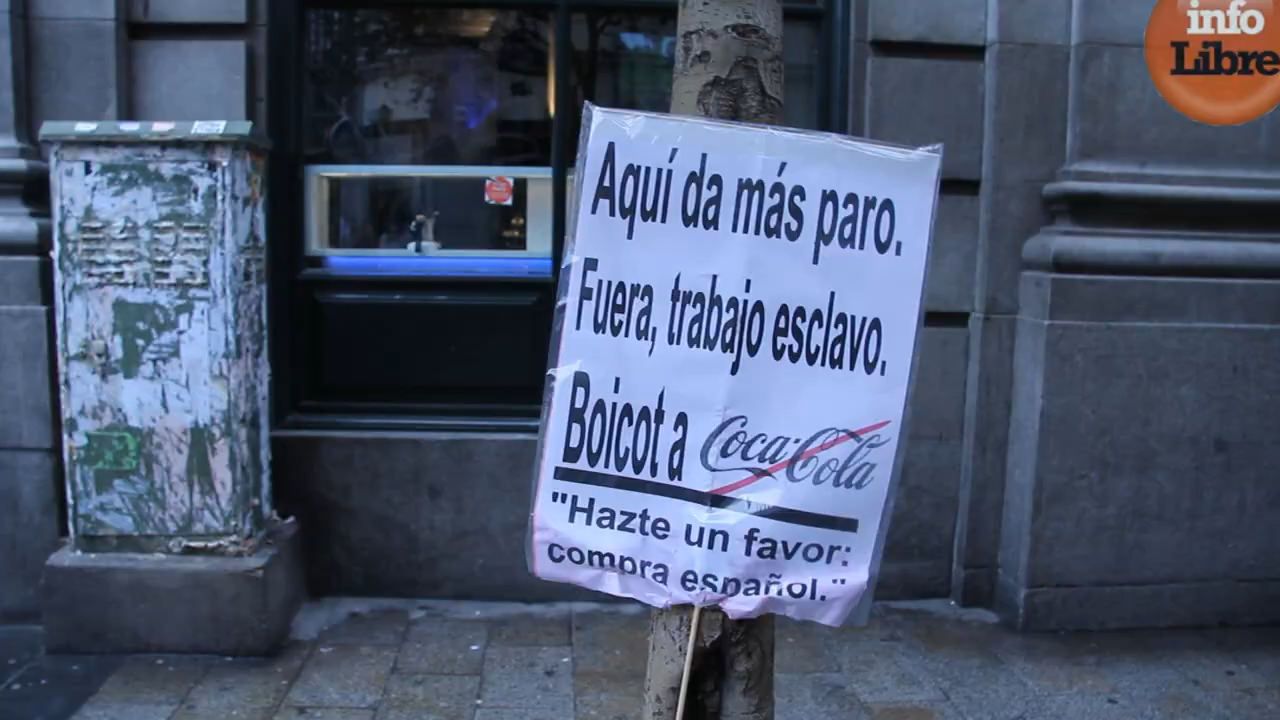 info
Libre
Aquí da más paro.
Fuera, trabajo esclavo.
Boicot a Coca-Cola
"Hazte un favor:
compra español."